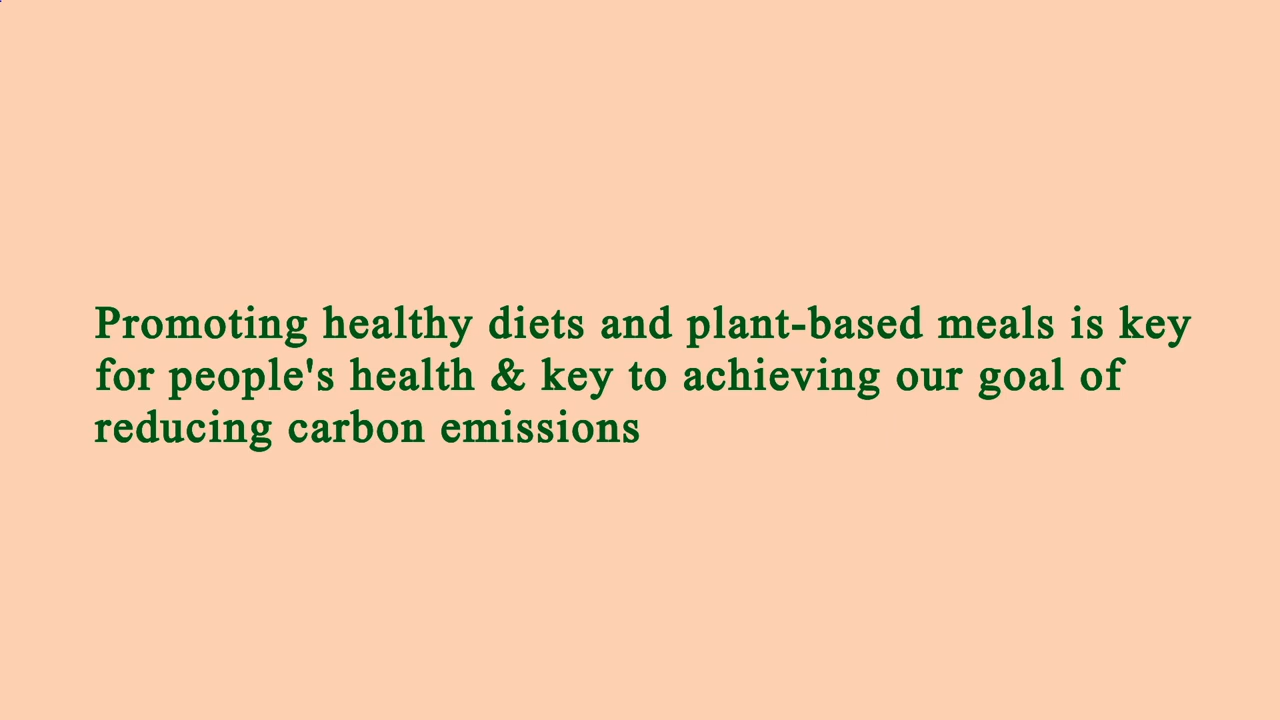 Promoting healthy diets and plant-based meals is key
for people's health & key to achieving our goal of
reducing carbon emissions